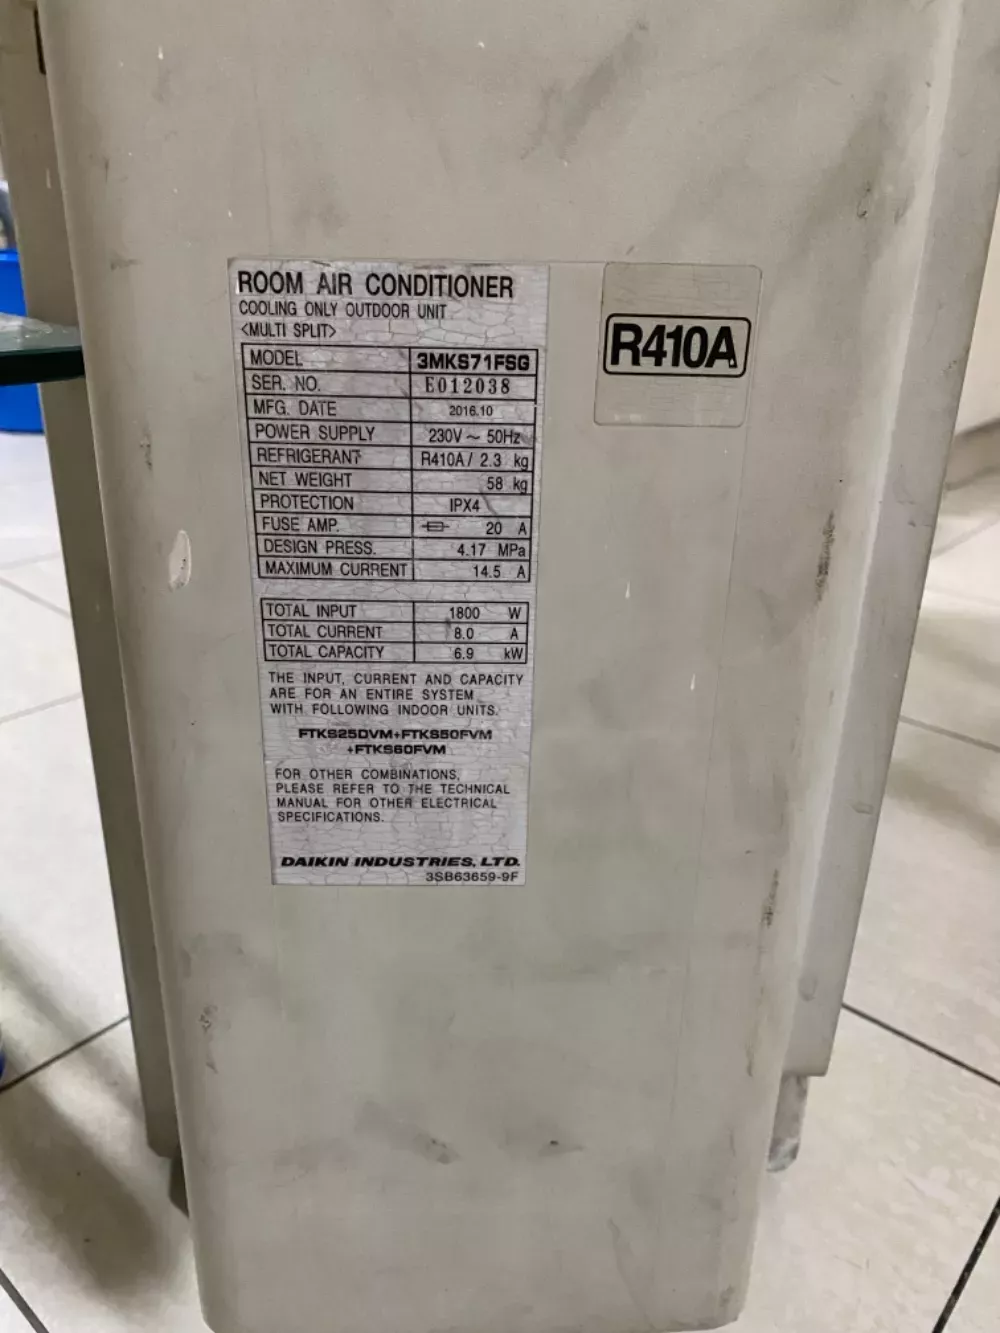 ROOM AIR CONDITIONER
COOLING ONLY OUTDOOR UNIT
<MULTI SPLIT>
MODEL 3MKS71FSG
SER. NO. E012038
MFG. DATE 2016.10
POWER SUPPLY 230V ~ 50Hz
REFRIGERANT R410A / 2.3 kg
NET WEIGHT 58 kg
PROTECTION IPX4
FUSE AMP. 20 A
DESIGN PRESS. 4.17 MPa
MAXIMUM CURRENT 14.5 A
TOTAL INPUT 1800 W
TOTAL CURRENT 8.0 A
TOTAL CAPACITY 6.9 kW
THE INPUT, CURRENT AND CAPACITY
ARE FOR AN ENTIRE SYSTEM
WITH FOLLOWING INDOOR UNITS.
FTKS25DVM+FTKS50FVM
+FTKS60FVM
FOR OTHER COMBINATIONS,
PLEASE REFER TO THE TECHNICAL
MANUAL FOR OTHER ELECTRICAL
SPECIFICATIONS.
DAIKIN INDUSTRIES, LTD.
3SB63659-9F
R410A